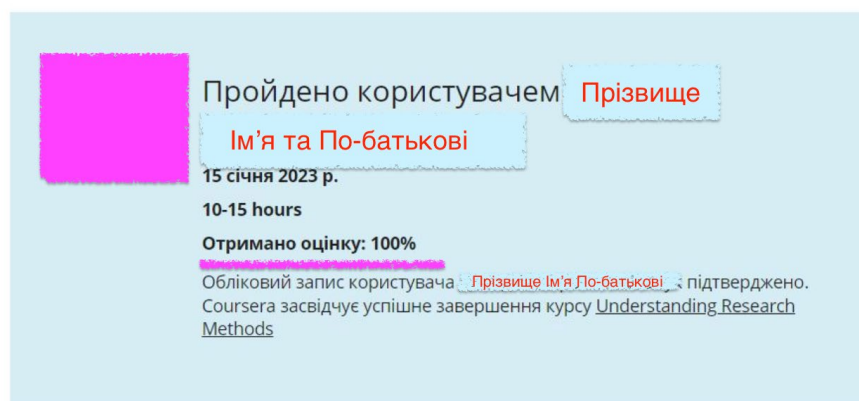 Пройдено користувачем Прізвище
Ім'я та По-батькові
15 січня 2023 р.
10-15 hours
Отримано оцінку: 100%
Обліковий запис користувача Прізвище Ім'я По-батькові підтверджено.
Coursera засвідчує успішне завершення курсу Understanding Research
Methods